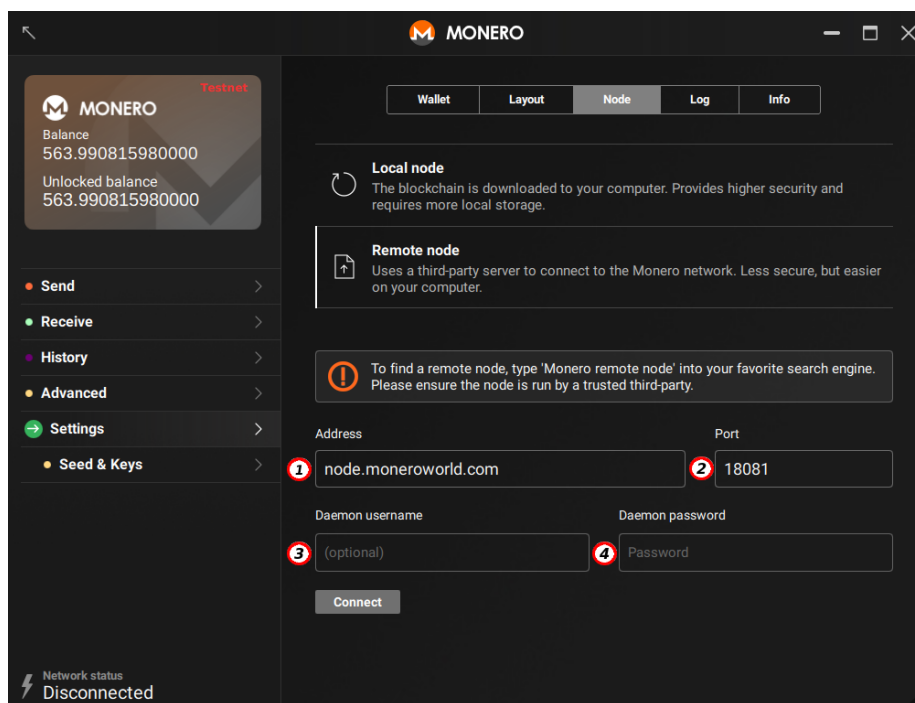 MONERO
Testnet
MONERO
Balance
563.990815980000
Unlocked balance
563.990815980000
Send
Receive
History
Advanced
Settings
Seed & Keys
Network status
Disconnected
Wallet Layout Node Log Info
Local node
The blockchain is downloaded to your computer. Provides higher security and
requires more local storage.
Remote node
Uses a third-party server to connect to the Monero network. Less secure, but easier
on your computer.
To find a remote node, type 'Monero remote node' into your favorite search engine.
Please ensure the node is run by a trusted third-party.
Address Port
1 node.moneroworld.com 2 18081
Daemon username Daemon password
3 (optional) 4 Password
Connect